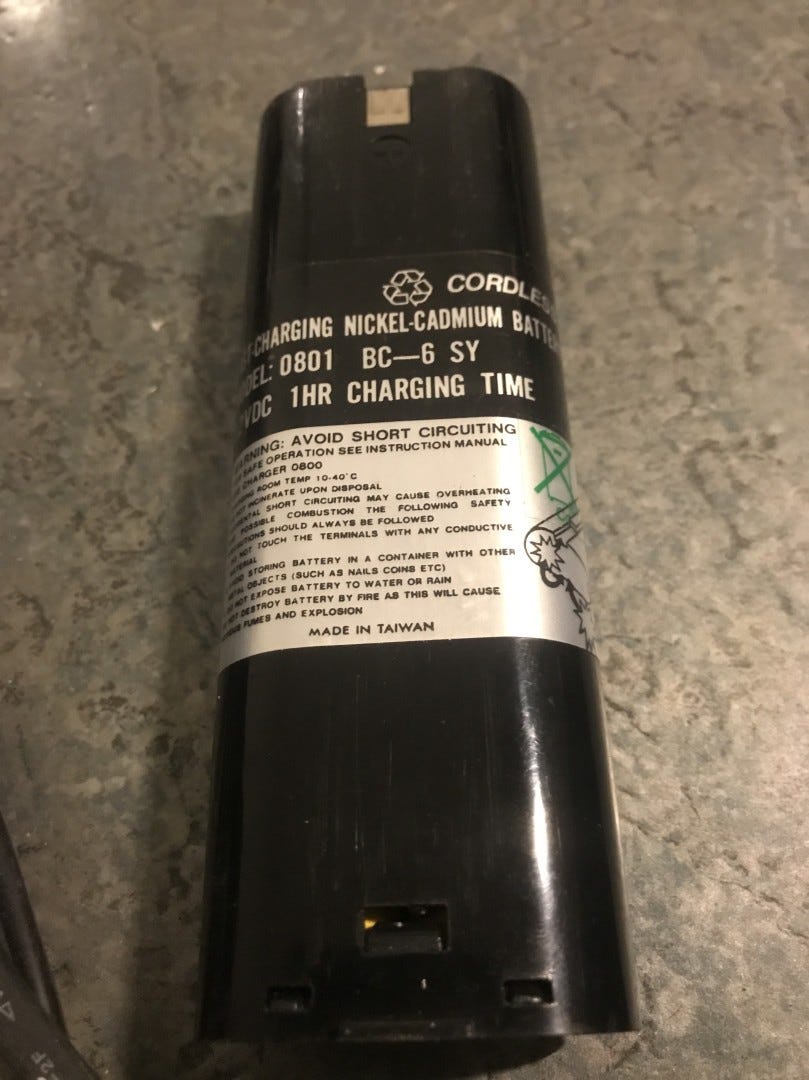 CORDLES
CHARGING NICKEL-CADMIUM BATTE
DEL: 0801 BC—6 SY
VDC 1HR CHARGING TIME
ARNING: AVOID SHORT CIRCUITING
SAFE OPERATION SEE INSTRUCTION MANUAL
CHARGER 0800
ROOM TEMP 10-40°C
INCINERATE UPON DISPOSAL
SHORT CIRCUITING MAY CAUSE OVERHEATING
POSSIBLE COMBUSTION THE FOLLOWING SAFETY
SHOULD ALWAYS BE FOLLOWED
NOT TOUCH THE TERMINALS WITH ANY CONDUCTIVE
STORING BATTERY IN A CONTAINER WITH OTHER
OBJECTS (SUCH AS NAILS COINS ETC)
NOT EXPOSE BATTERY TO WATER OR RAIN
NOT DESTROY BATTERY BY FIRE AS THIS WILL CAUSE
FUMES AND EXPLOSION
MADE IN TAIWAN